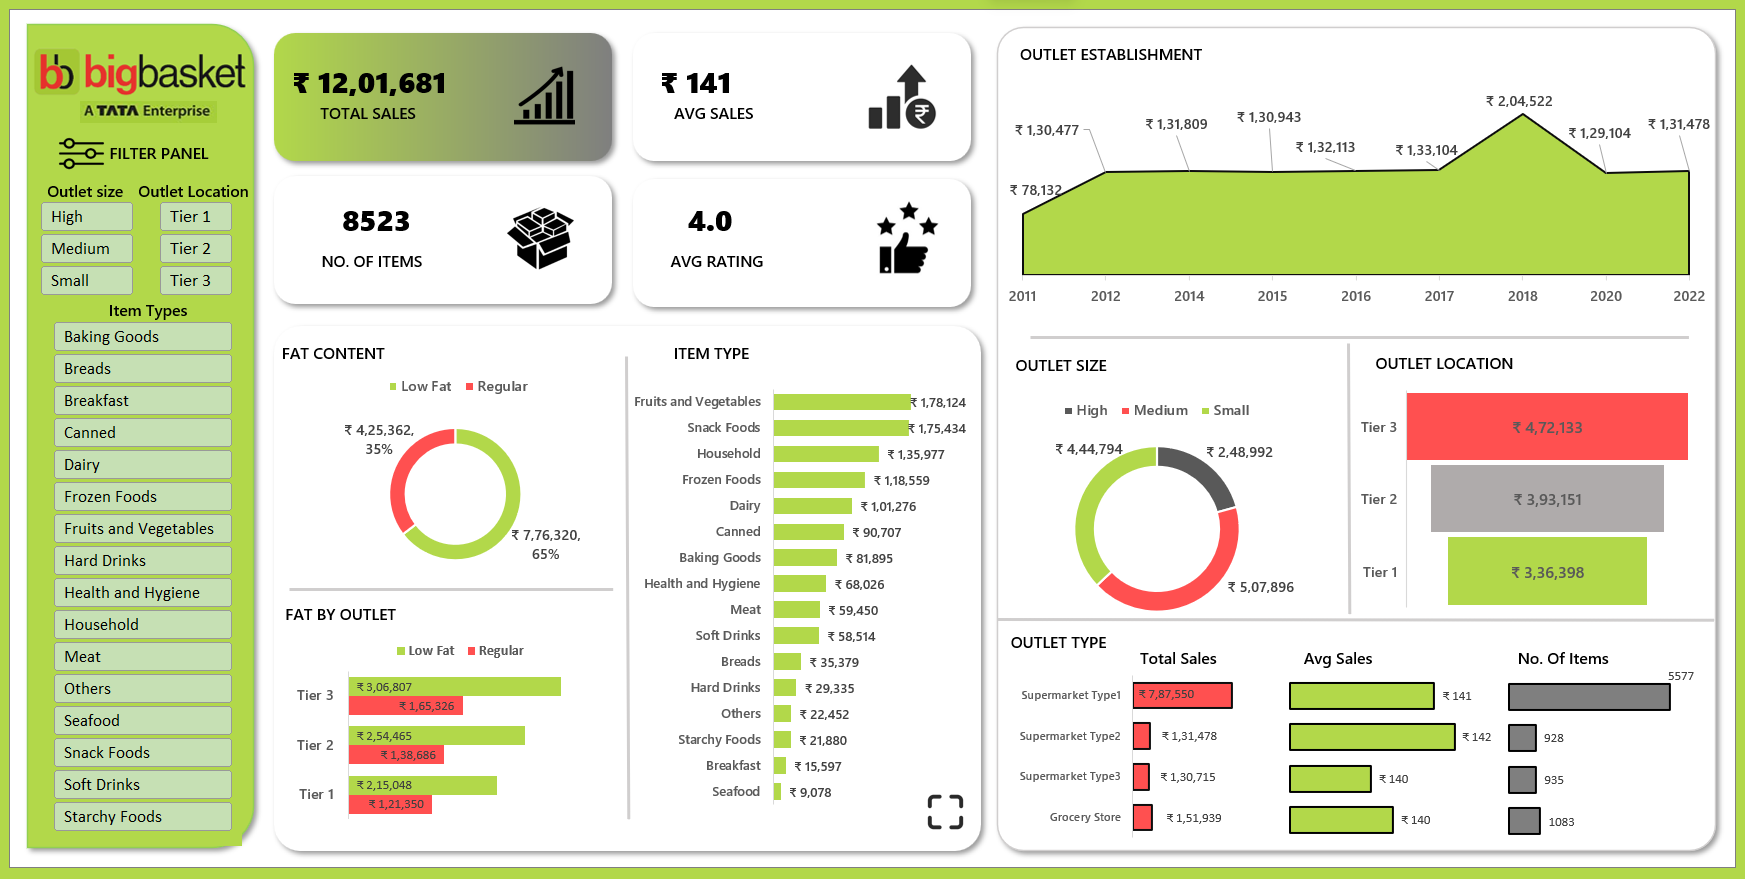 bb bigbasket
A TATA Enterprise
FILTER PANEL
Outlet size
High
Medium
Small
Outlet Location
Tier 1
Tier 2
Tier 3
Item Types
Baking Goods
Breads
Breakfast
Canned
Dairy
Frozen Foods
Fruits and Vegetables
Hard Drinks
Health and Hygiene
Household
Meat
Others
Seafood
Snack Foods
Soft Drinks
Starchy Foods
₹ 12,01,681
TOTAL SALES
₹ 141
AVG SALES
₹
8523
NO. OF ITEMS
4.0
AVG RATING
FAT CONTENT
Low Fat Regular
₹ 4,25,362,
35%
₹ 7,76,320,
65%
FAT BY OUTLET
Low Fat Regular
Tier 3 ₹ 3,06,807
₹ 1,65,326
Tier 2 ₹ 2,54,465
₹ 1,38,686
Tier 1 ₹ 2,15,048
₹ 1,21,350
ITEM TYPE
Fruits and Vegetables ₹ 1,78,124
Snack Foods ₹ 1,75,434
Household ₹ 1,35,977
Frozen Foods ₹ 1,18,559
Dairy ₹ 1,01,276
Canned ₹ 90,707
Baking Goods ₹ 81,895
Health and Hygiene ₹ 68,026
Meat ₹ 59,450
Soft Drinks ₹ 58,514
Breads ₹ 35,379
Hard Drinks ₹ 29,335
Others ₹ 22,452
Starchy Foods ₹ 21,880
Breakfast ₹ 15,597
Seafood ₹ 9,078
OUTLET ESTABLISHMENT
₹ 78,132
₹ 1,30,477
₹ 1,31,809
₹ 1,30,943
₹ 1,32,113
₹ 1,33,104
₹ 2,04,522
₹ 1,29,104
₹ 1,31,478
2011 2012 2014 2015 2016 2017 2018 2020 2022
OUTLET SIZE
High Medium Small
₹ 4,44,794
₹ 2,48,992
₹ 5,07,896
OUTLET LOCATION
Tier 3 ₹ 4,72,133
Tier 2 ₹ 3,93,151
Tier 1 ₹ 3,36,398
OUTLET TYPE
Total Sales Avg Sales No. Of Items
Supermarket Type1 ₹ 7,87,550 ₹ 141 5577
Supermarket Type2 ₹ 1,31,478 ₹ 142 928
Supermarket Type3 ₹ 1,30,715 ₹ 140 935
Grocery Store ₹ 1,51,939 ₹ 140 1083